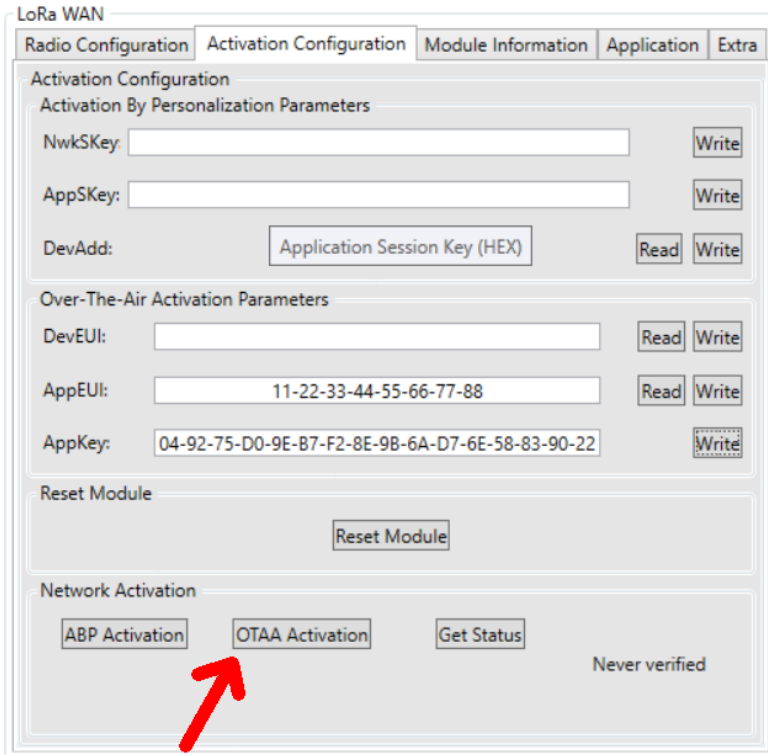 LoRa WAN
Radio Configuration Activation Configuration Module Information Application Extra
Activation Configuration
Activation By Personalization Parameters
NwkSKey: Write
AppSKey: Write
DevAdd: Application Session Key (HEX) Read Write
Over-The-Air Activation Parameters
DevEUI: Read Write
AppEUI: 11-22-33-44-55-66-77-88 Read Write
AppKey: 04-92-75-D0-9E-B7-F2-8E-9B-6A-D7-6E-58-83-90-22 Write
Reset Module
Reset Module
Network Activation
ABP Activation OTAA Activation Get Status
Never verified